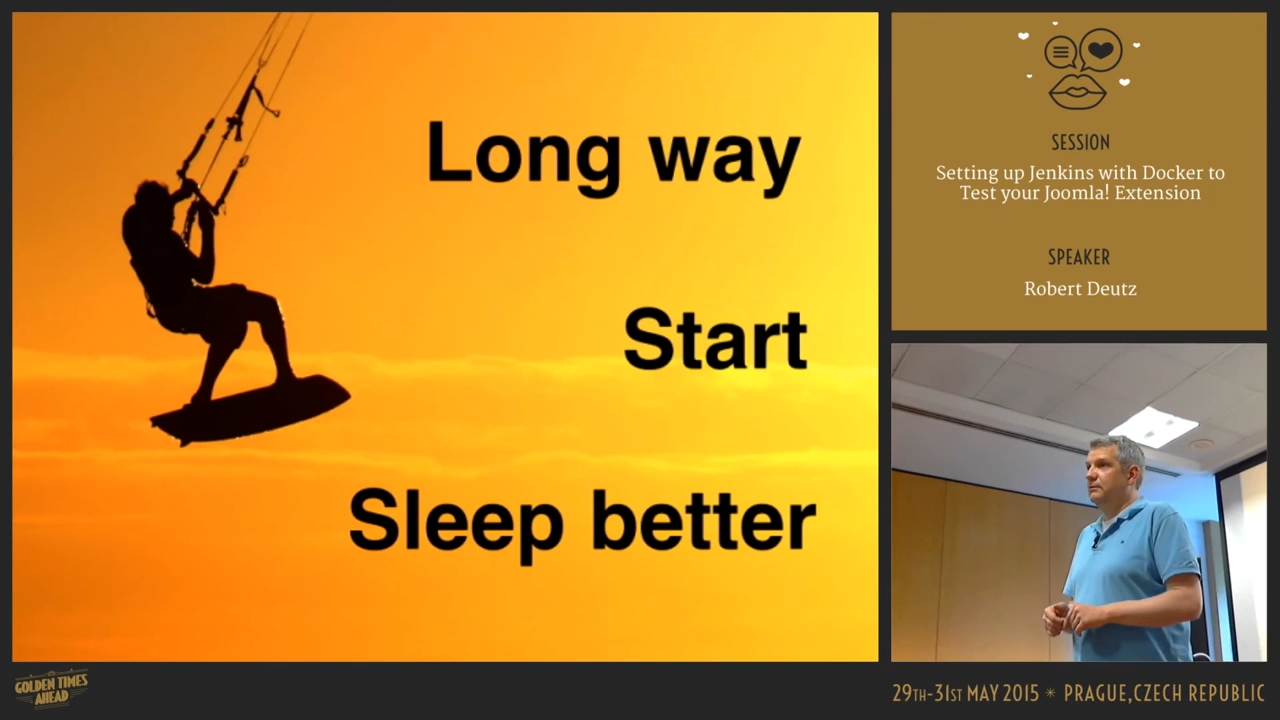 Long way
Start
Sleep better
SESSION
Setting up Jenkins with Docker to
Test your Joomla! Extension
SPEAKER
Robert Deutz
GOLDEN TIMES
AHEAD
29TH-31ST MAY 2015 * PRAGUE,CZECH REPUBLIC